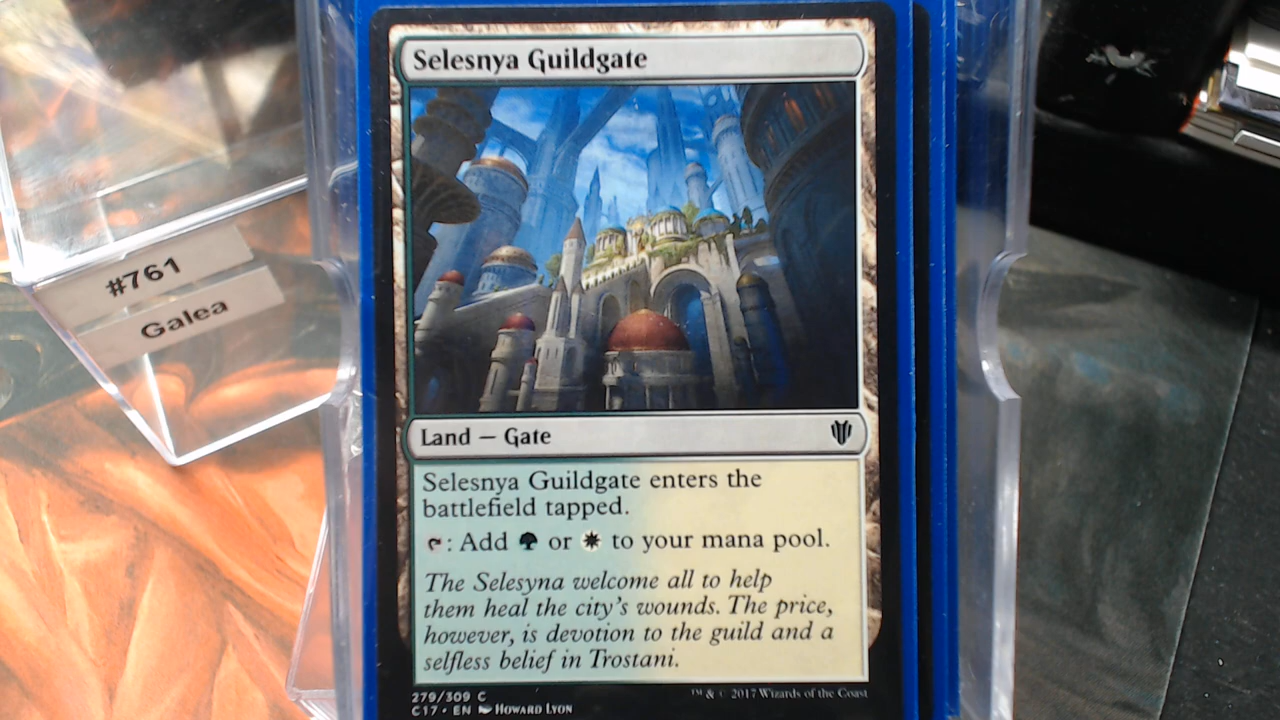 Selesnya Guildgate
#761
Galea
Land — Gate
Selesnya Guildgate enters the
battlefield tapped.
: Add or to your mana pool.
The Selesyna welcome all to help
them heal the city's wounds. The price,
however, is devotion to the guild and a
selfless belief in Trostani.
279/309 C
™ & © 2017 Wizards of the Coast
C17 • EN Howard Lyon